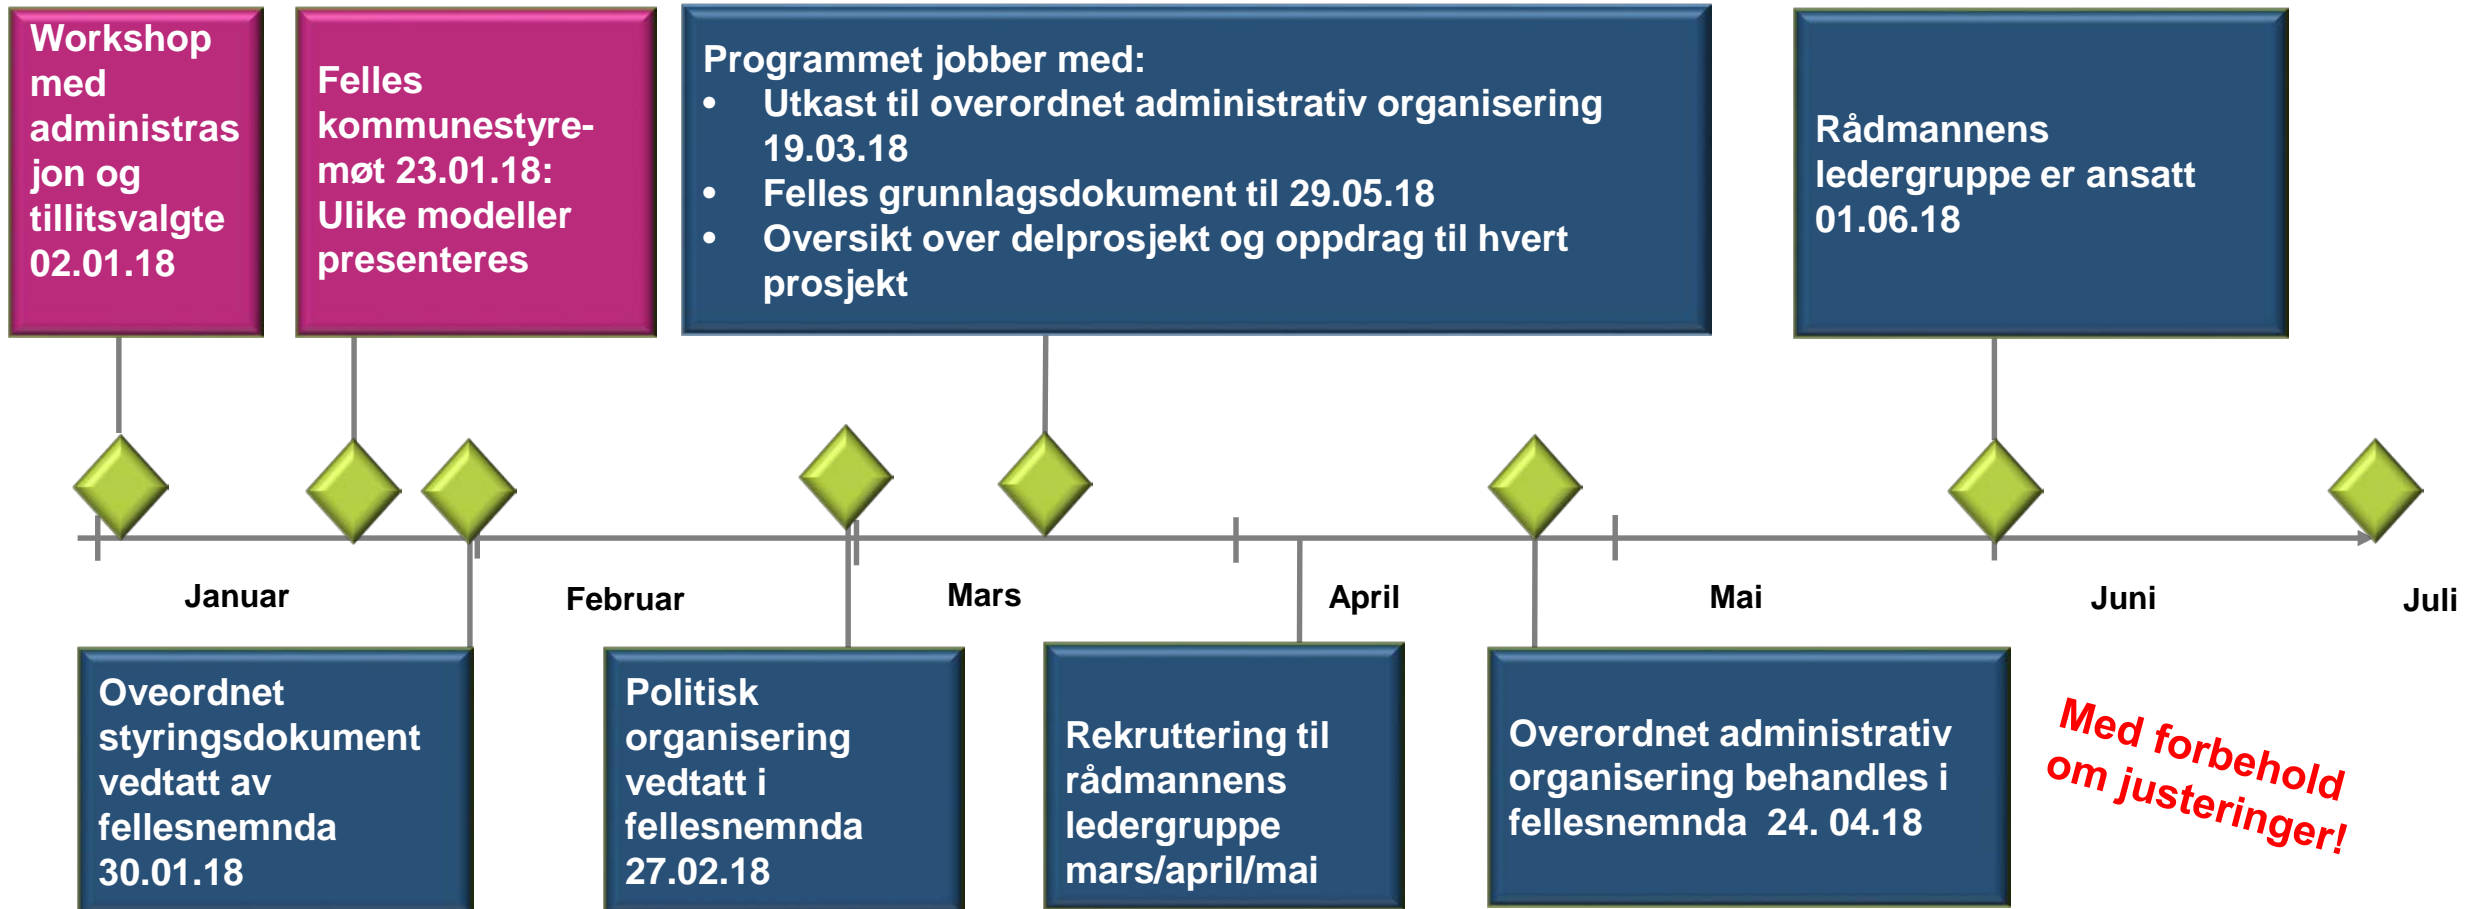 Workshop
med
administras
jon og
tillitsvalgte
02.01.18
Felles
kommunestyre-
møt 23.01.18:
Ulike modeller
presenteres
Programmet jobber med:
• Utkast til overordnet administrativ organisering
19.03.18
• Felles grunnlagsdokument til 29.05.18
• Oversikt over delprosjekt og oppdrag til hvert
prosjekt
Rådmannens
ledergruppe er ansatt
01.06.18
Januar
Februar
Mars
April
Mai
Juni
Juli
Oveordnet
styringsdokument
vedtatt av
fellesnemnda
30.01.18
Politisk
organisering
vedtatt i
fellesnemnda
27.02.18
Rekruttering til
rådmannens
ledergruppe
mars/april/mai
Overordnet administrativ
organisering behandles i
fellesnemnda 24. 04.18
Med forbehold
om justeringer!